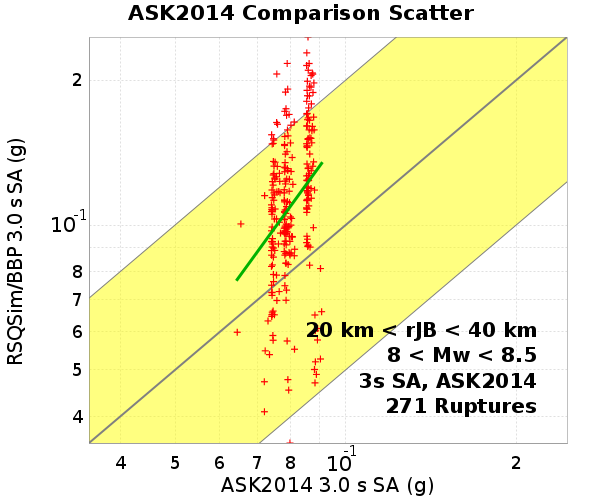 ASK2014 Comparison Scatter
RSQSim/BBP 3.0 s SA (g)
2
10-1
8
7
6
5
4
20 km < rJB < 40 km
8 < Mw < 8.5
3s SA, ASK2014
271 Ruptures
4 5 6 7 8 10-1 2
ASK2014 3.0 s SA (g)